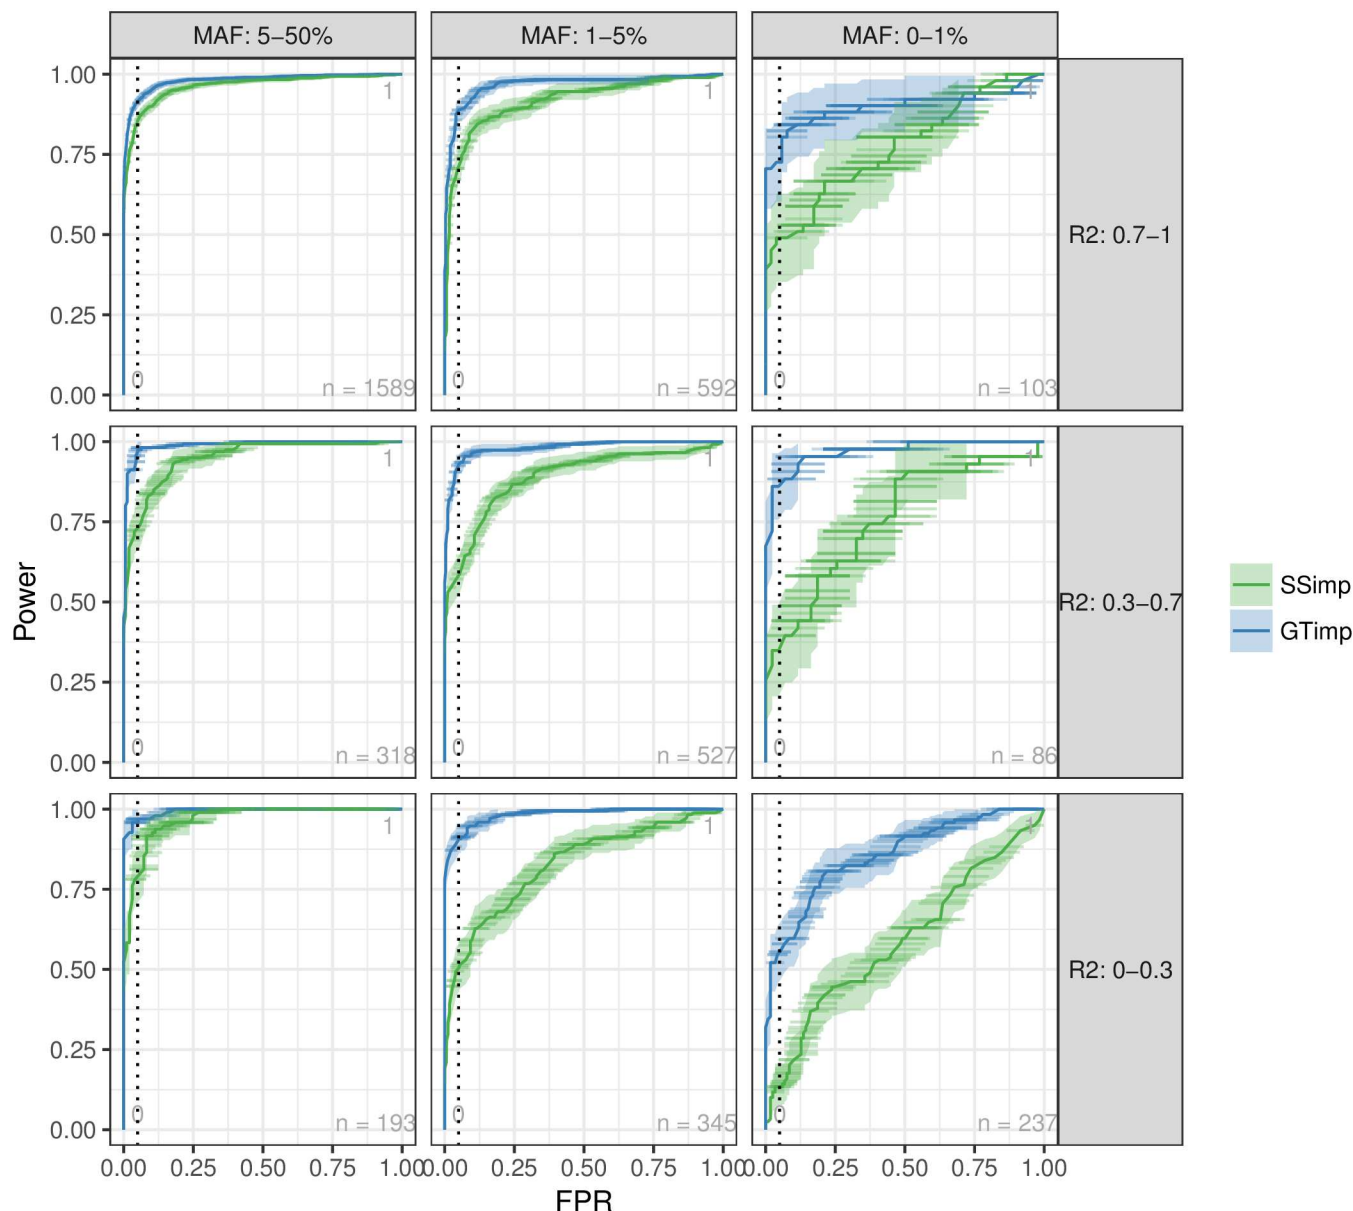 MAF: 5−50% MAF: 1−5% MAF: 0−1%
1.00 1 1 1
0.75
0.50 R2: 0.7−1
0.25
0.00 0 n = 1589 0 n = 592 0 n = 103
1.00 1 1 1
0.75
0.50 R2: 0.3−0.7
0.25
0.00 0 n = 318 0 n = 527 0 n = 86
Power
SSimp
GTimp
1.00 1 1 1
0.75
0.50 R2: 0−0.3
0.25
0.00 0 n = 193 0 n = 345 0 n = 237
0.00 0.25 0.50 0.75 1.00 0.00 0.25 0.50 0.75 1.00 0.00 0.25 0.50 0.75 1.00
FPR